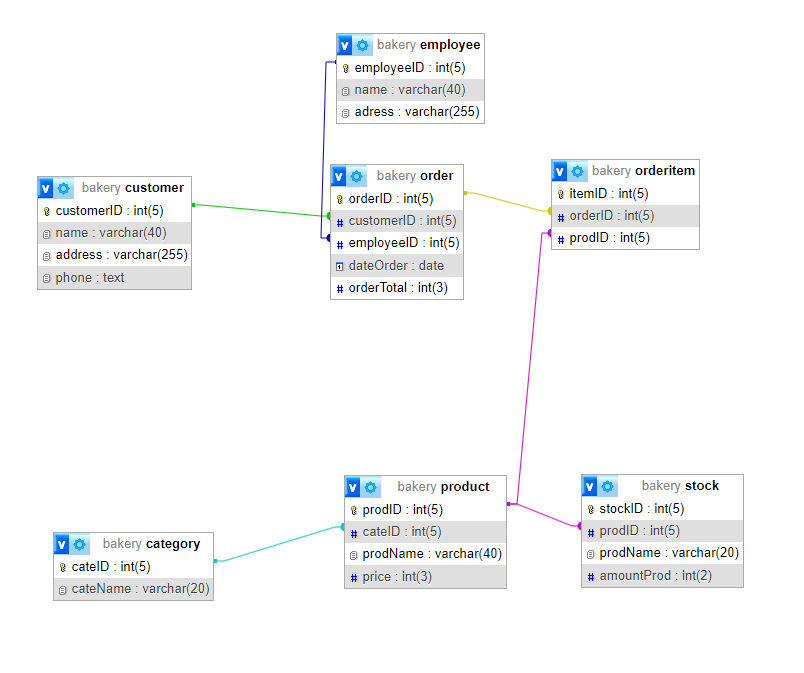 bakery employee
employeeID : int(5)
name : varchar(40)
adress : varchar(255)
bakery customer
customerID : int(5)
name : varchar(40)
address : varchar(255)
phone : text
bakery order
orderID : int(5)
customerID : int(5)
employeeID : int(5)
dateOrder : date
orderTotal : int(3)
bakery orderitem
itemID : int(5)
orderID : int(5)
prodID : int(5)
bakery category
cateID : int(5)
cateName : varchar(20)
bakery product
prodID : int(5)
cateID : int(5)
prodName : varchar(40)
price : int(3)
bakery stock
stockID : int(5)
prodID : int(5)
prodName : varchar(20)
amountProd : int(2)